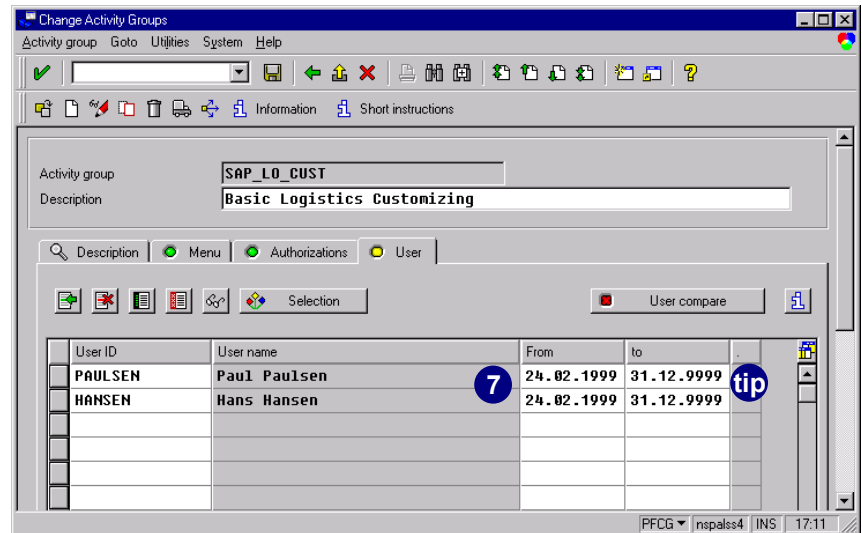 Change Activity Groups
Activity group Goto Utilities System Help
Information Short instructions
Activity group SAP_LO_CUST
Description Basic Logistics Customizing
Description Menu Authorizations User
Selection User compare
User ID User name From to .
PAULSEN Paul Paulsen 7 24.02.1999 31.12.9999 tip
HANSEN Hans Hansen 24.02.1999 31.12.9999
PFCG nspalss4 INS 17:11